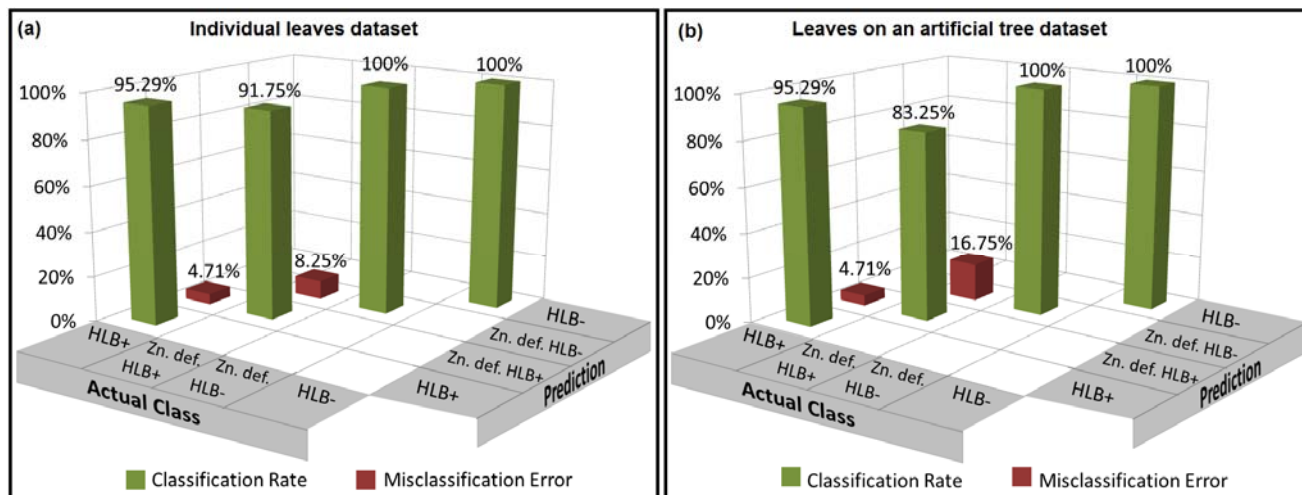 (a) Individual leaves dataset
95.29% 91.75% 100% 100%
100%
80%
60%
40%
20%
0%
4.71% 8.25%
HLB+ Zn. def. HLB+ Zn. def. HLB- HLB-
Actual Class
HLB-
Zn. def. HLB-
Zn. def. HLB+
HLB+
Prediction
Classification Rate Misclassification Error
(b) Leaves on an artificial tree dataset
95.29% 83.25% 100% 100%
100%
80%
60%
40%
20%
0%
4.71% 16.75%
HLB+ Zn. def. HLB+ Zn. def. HLB- HLB-
Actual Class
HLB-
Zn. def. HLB-
Zn. def. HLB+
HLB+
Prediction
Classification Rate Misclassification Error